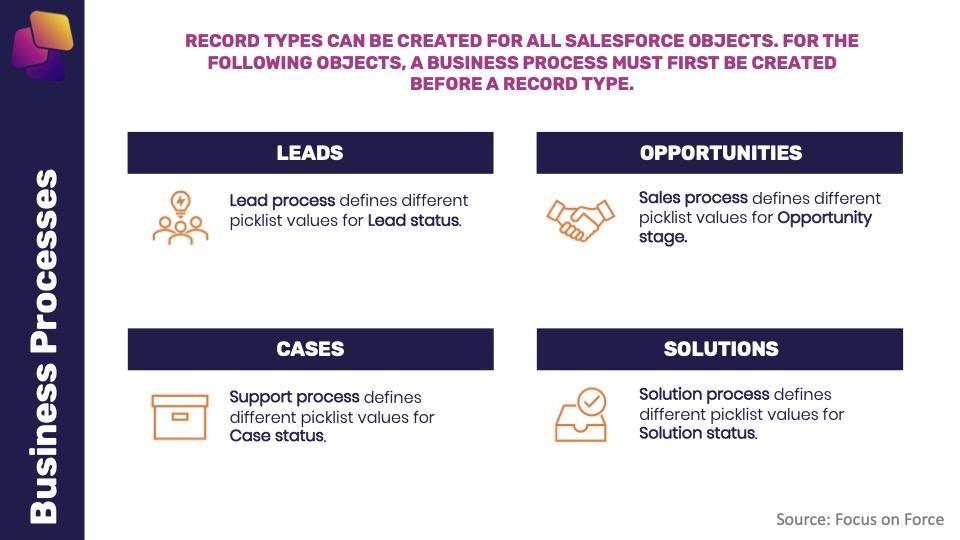 Business Processes
RECORD TYPES CAN BE CREATED FOR ALL SALESFORCE OBJECTS. FOR THE
FOLLOWING OBJECTS, A BUSINESS PROCESS MUST FIRST BE CREATED
BEFORE A RECORD TYPE.
LEADS
Lead process defines different
picklist values for Lead status.
OPPORTUNITIES
Sales process defines different
picklist values for Opportunity
stage.
CASES
Support process defines
different picklist values for
Case status.
SOLUTIONS
Solution process defines
different picklist values for
Solution status.
Source: Focus on Force